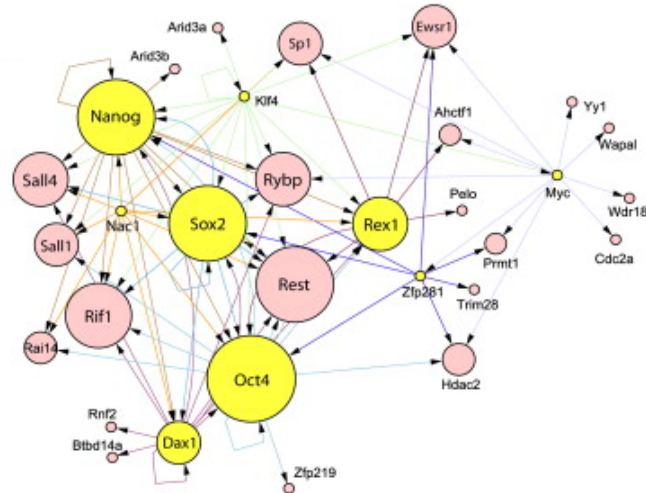 Arid3a
Ewsr1
Sp1
Arid3b
Klf4
Nanog
Ahctf1
Yy1
Wapal
Sall4
Rybp
Myc
Pelo
Wdr18
Nac1
Sox2
Rex1
Sall1
Cdc2a
Prmt1
Rest
Zfp281
Trim28
Rif1
Rai14
Oct4
Hdac2
Rnf2
Dax1
Btbd14a
Zfp219